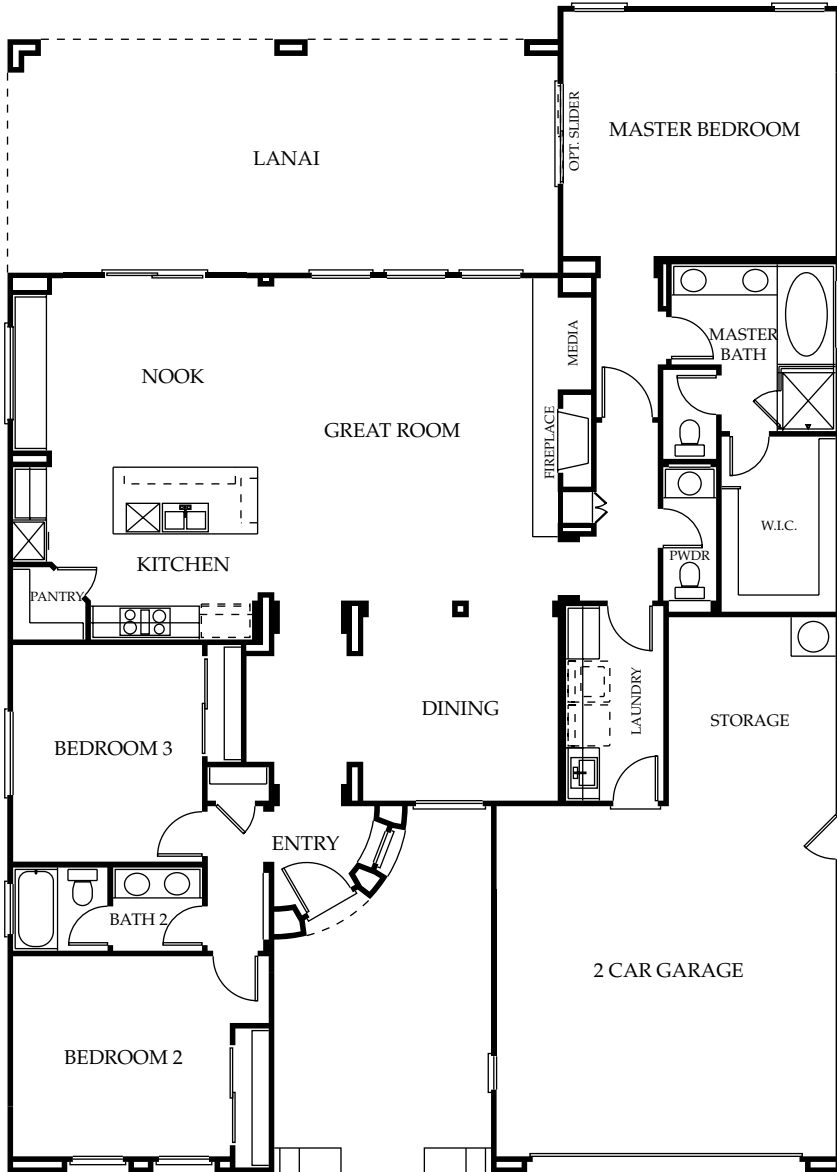 MASTER BEDROOM
OPT. SLIDER
LANAI
MASTER
BATH
MEDIA
NOOK
GREAT ROOM
FIREPLACE
W.I.C.
KITCHEN
PWDR
PANTRY
LAUNDRY
DINING
STORAGE
BEDROOM 3
ENTRY
BATH 2
2 CAR GARAGE
BEDROOM 2